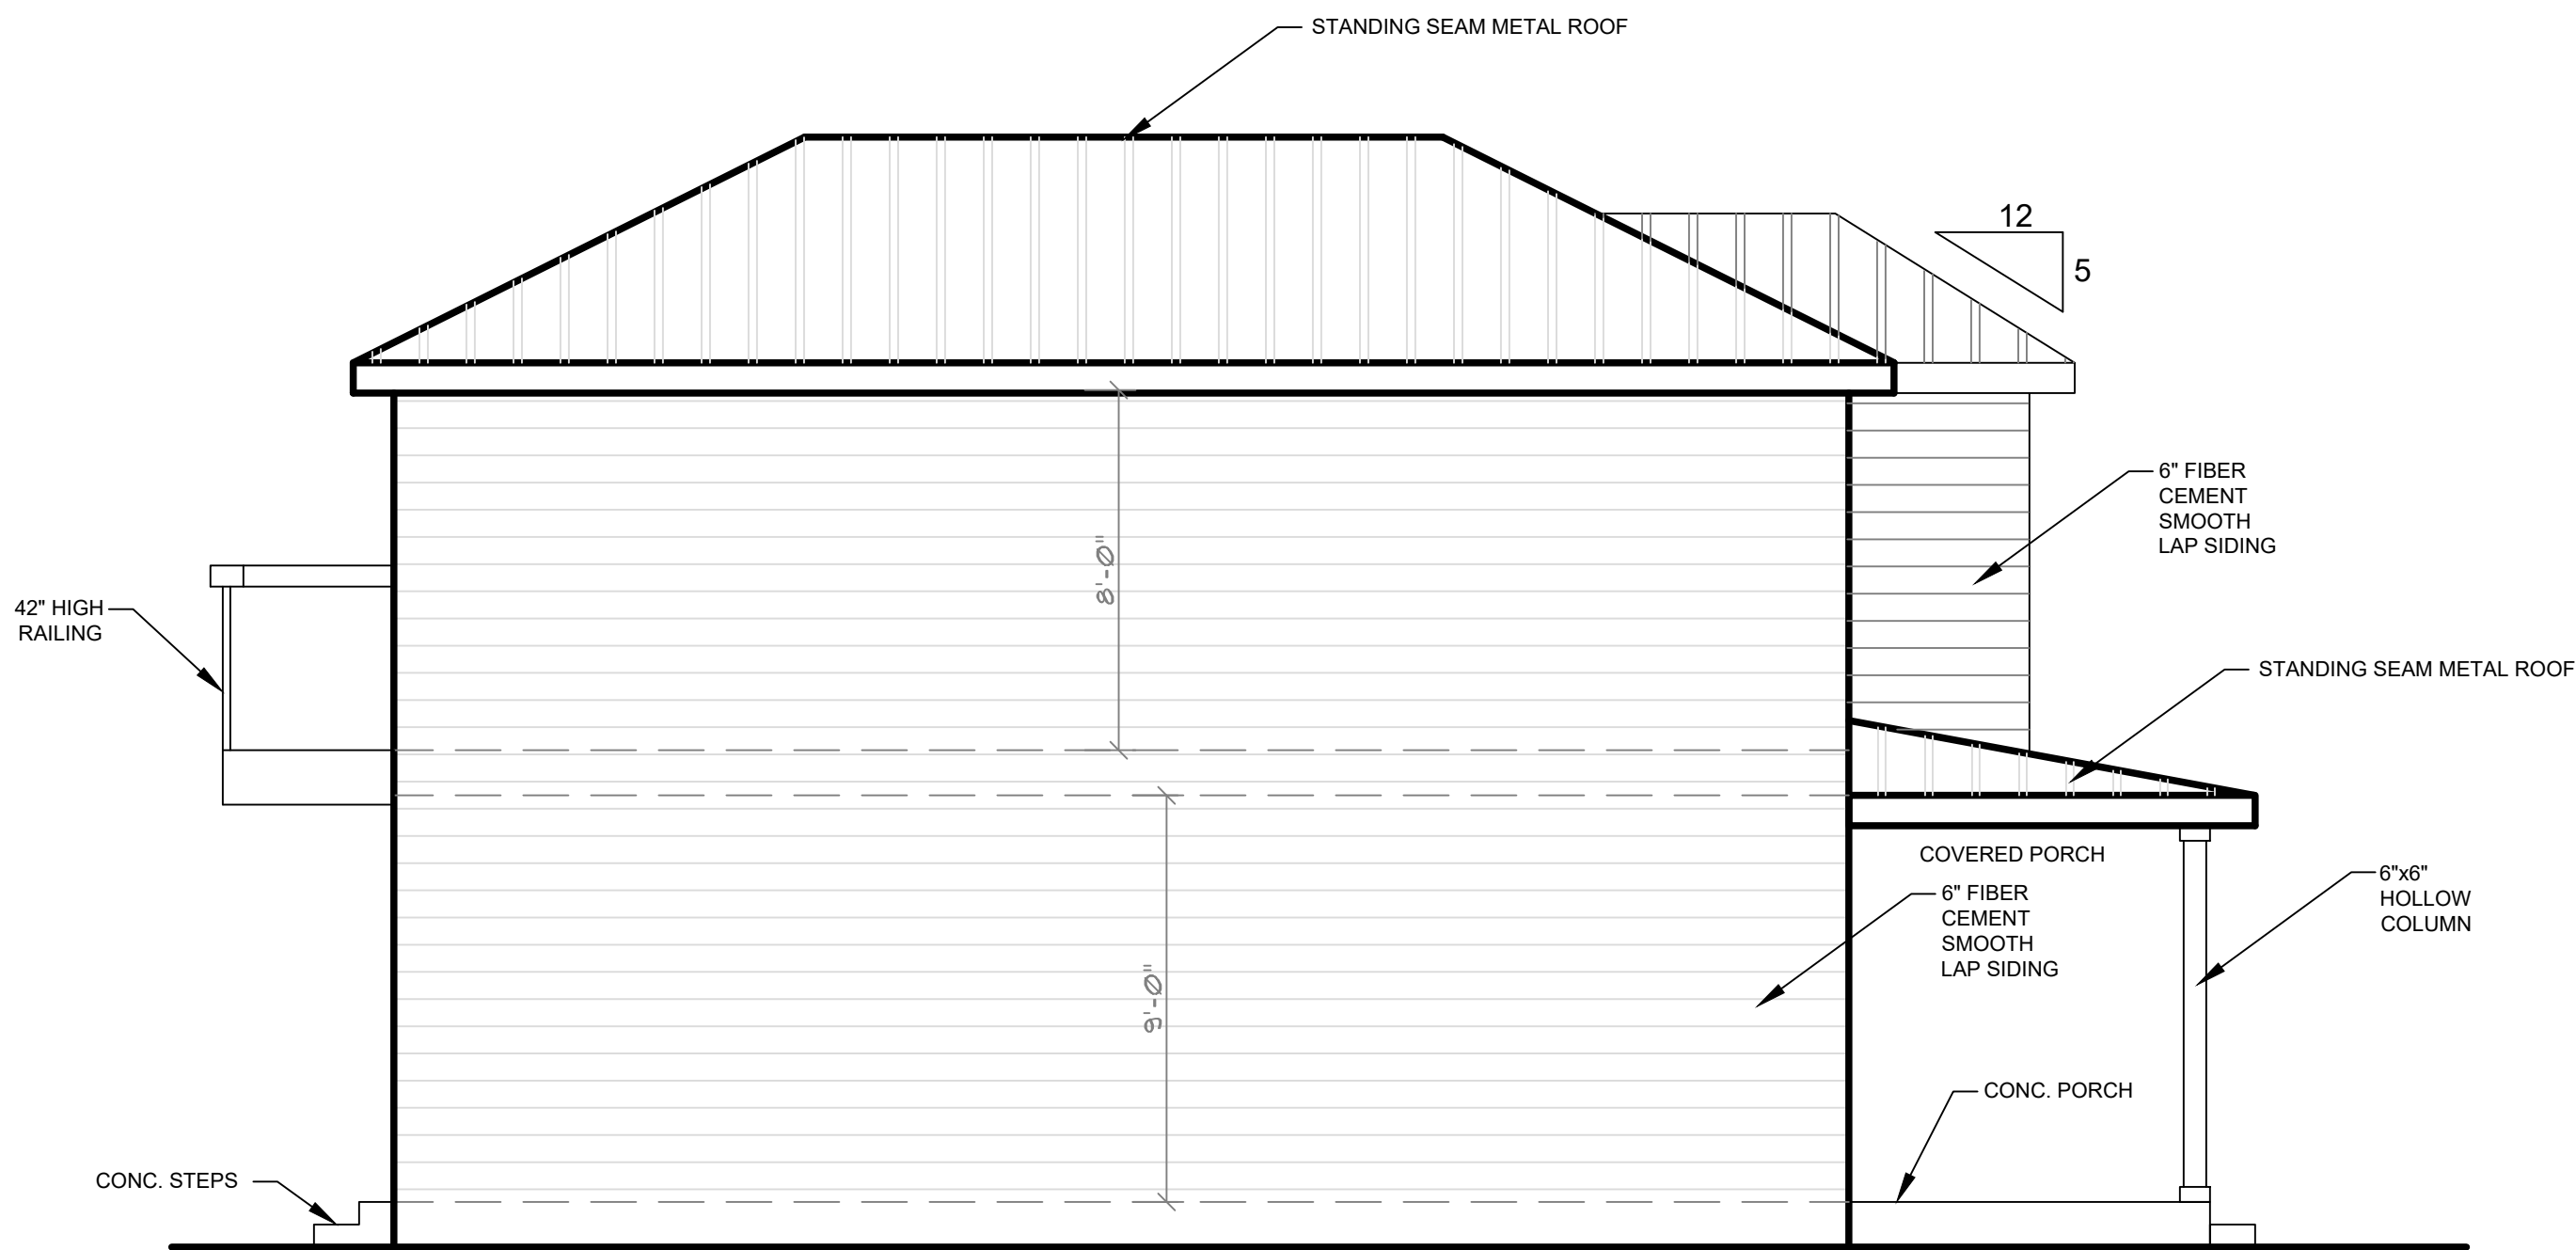 STANDING SEAM METAL ROOF
12
5
6" FIBER
CEMENT
SMOOTH
LAP SIDING
8'-0"
42" HIGH
RAILING
STANDING SEAM METAL ROOF
COVERED PORCH
6"x6"
HOLLOW
COLUMN
6" FIBER
CEMENT
SMOOTH
LAP SIDING
9'-0"
CONC. PORCH
CONC. STEPS